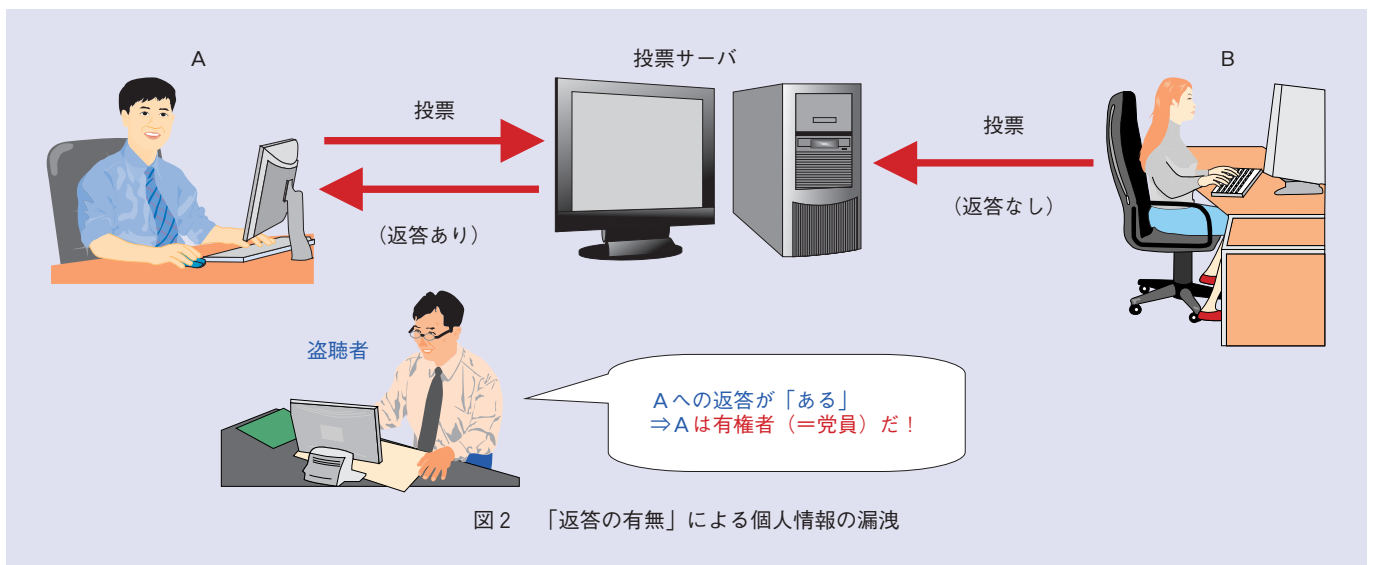 A
投票サーバ
B
投票
投票
(返答あり)
(返答なし)
盗聴者
Aへの返答が「ある」
⇒Aは有権者(=党員)だ!
図2 「返答の有無」による個人情報の漏洩